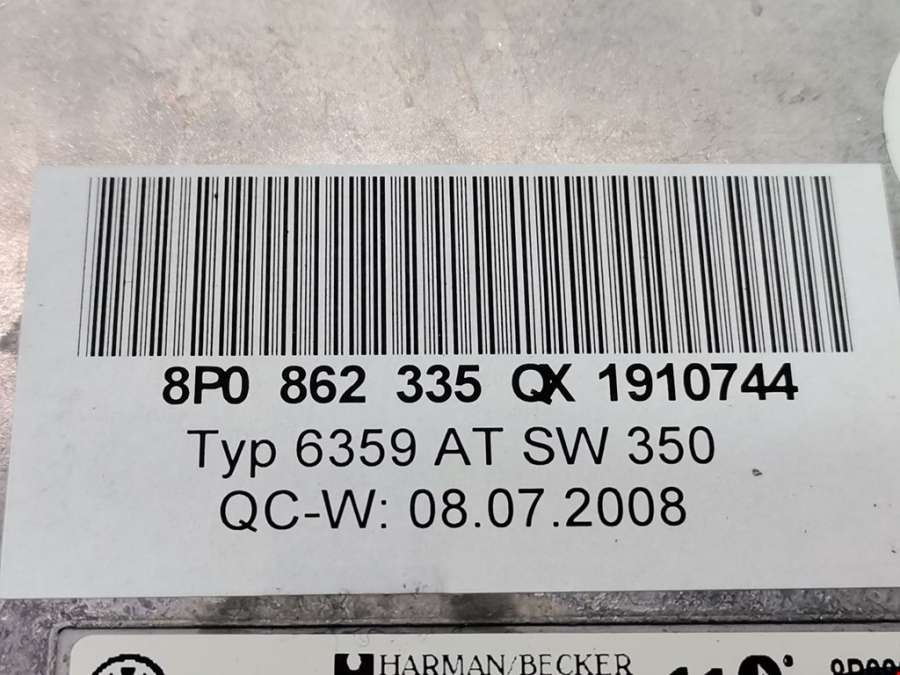 8P0 862 335 QX 1910744
Typ 6359 AT SW 350
QC-W: 08.07.2008
HARMAN/BECKER